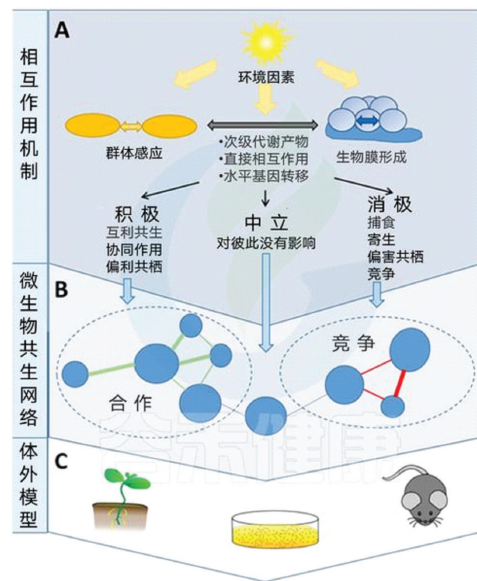 相互作用机制
A
环境因素
群体感应
•次级代谢产物
•直接相互作用
•水平基因转移
生物膜形成
积极
互利共生
协同作用
偏利共栖
中立
对彼此没有影响
消极
捕食
寄生
偏害共栖
竞争
微生物共生网络
B
合作
竞争
谷禾健康
体外模型
C